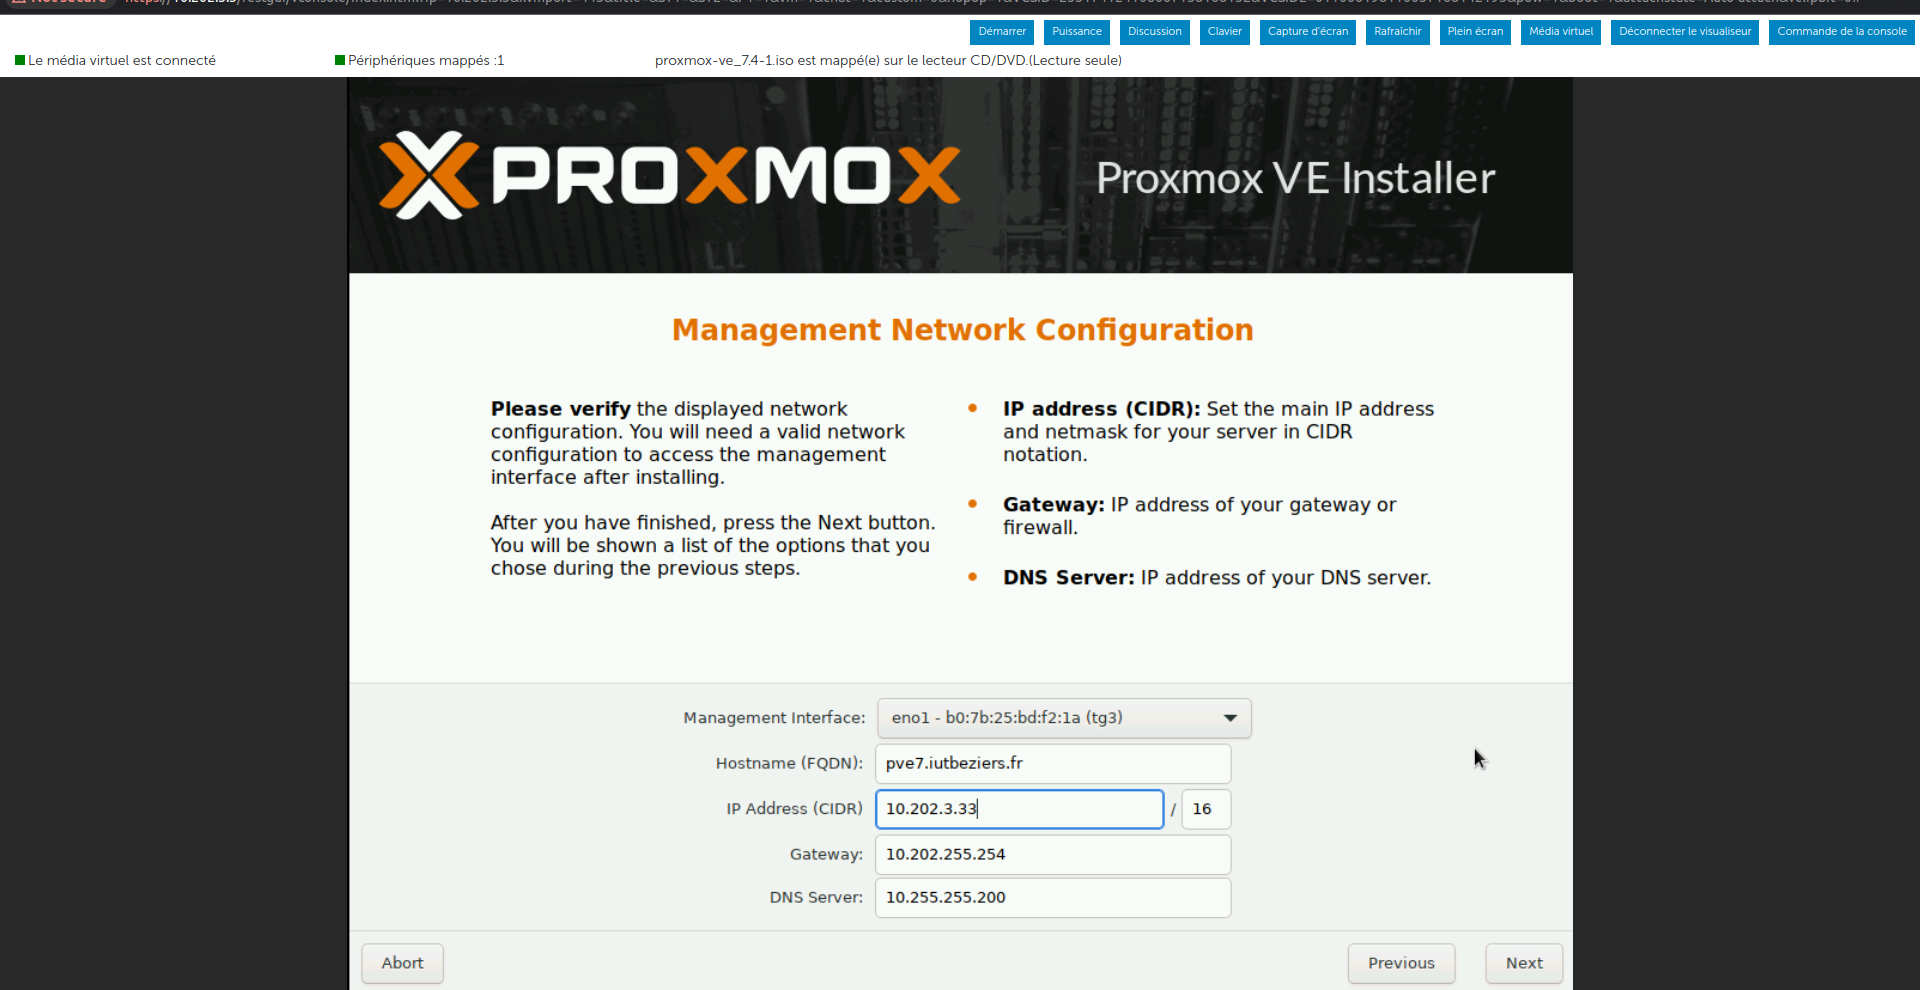 Not secure
Démarrer Puissance Discussion Clavier Capture d'écran Rafraîchir Plein écran Média virtuel Déconnecter le visualiseur Commande de la console
Le média virtuel est connecté Périphériques mappés :1 proxmox-ve_7.4-1.iso est mappé(e) sur le lecteur CD/DVD.(Lecture seule)
PROXMOX Proxmox VE Installer
Management Network Configuration
Please verify the displayed network
configuration. You will need a valid network
configuration to access the management
interface after installing.
After you have finished, press the Next button.
You will be shown a list of the options that you
chose during the previous steps.
• IP address (CIDR): Set the main IP address
and netmask for your server in CIDR
notation.
• Gateway: IP address of your gateway or
firewall.
• DNS Server: IP address of your DNS server.
Management Interface: eno1 - b0:7b:25:bd:f2:1a (tg3)
Hostname (FQDN): pve7.iutbeziers.fr
IP Address (CIDR) 10.202.3.33 / 16
Gateway: 10.202.255.254
DNS Server: 10.255.255.200
Abort Previous Next